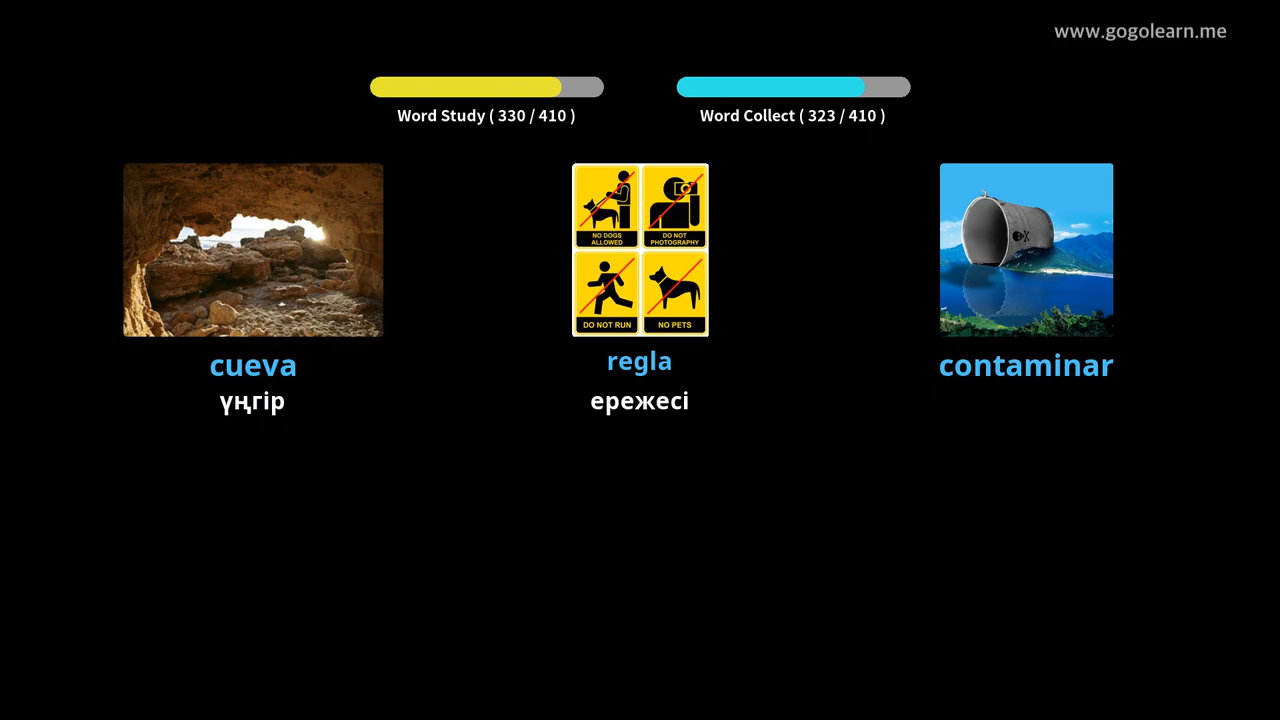 www.gogolearn.me
Word Study ( 330 / 410 )
Word Collect ( 323 / 410 )
NO DOGS
ALLOWED
DO NOT
PHOTOGRAPHY
DO NOT RUN
NO PETS
cueva
regla
contaminar
үңгір
ережесі